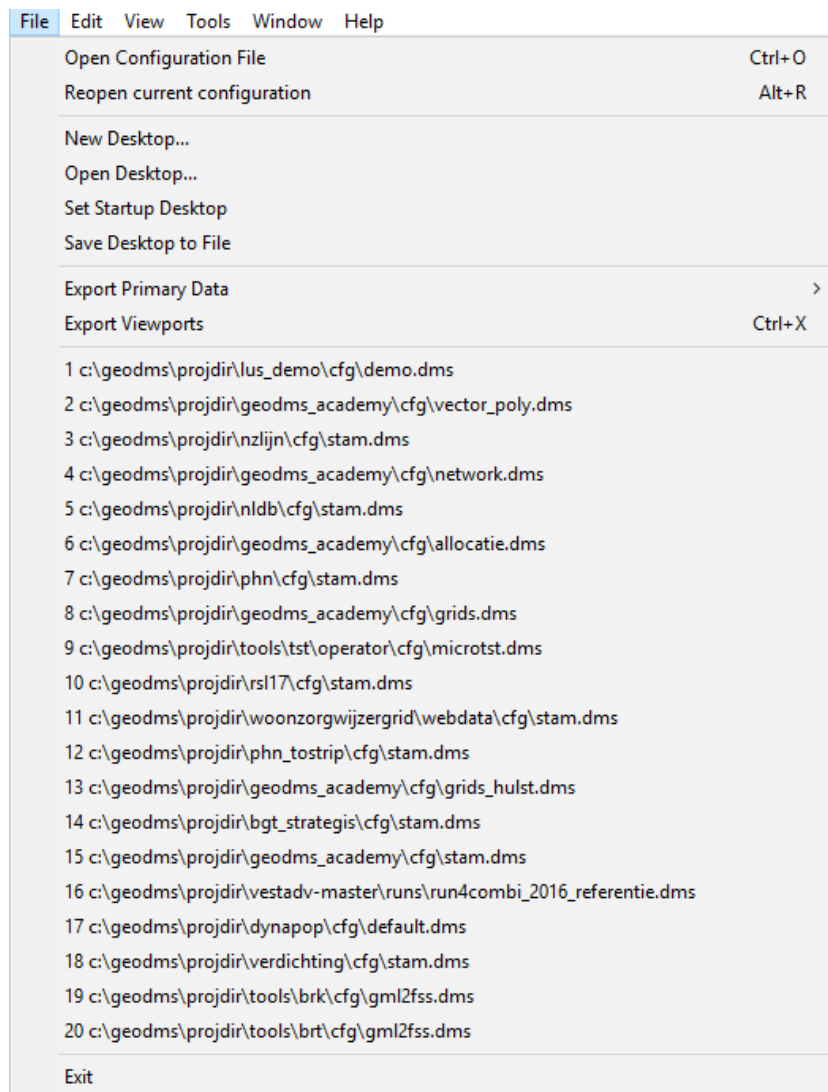 File Edit View Tools Window Help
Open Configuration File Ctrl+O
Reopen current configuration Alt+R
New Desktop...
Open Desktop...
Set Startup Desktop
Save Desktop to File
Export Primary Data >
Export Viewports Ctrl+X
1 c:\geodms\projdir\lus_demo\cfg\demo.dms
2 c:\geodms\projdir\geodms_academy\cfg\vector_poly.dms
3 c:\geodms\projdir\nzlijn\cfg\stam.dms
4 c:\geodms\projdir\geodms_academy\cfg\network.dms
5 c:\geodms\projdir\nldb\cfg\stam.dms
6 c:\geodms\projdir\geodms_academy\cfg\allocatie.dms
7 c:\geodms\projdir\phn\cfg\stam.dms
8 c:\geodms\projdir\geodms_academy\cfg\grids.dms
9 c:\geodms\projdir\tools\tst\operator\cfg\microtst.dms
10 c:\geodms\projdir\rsl17\cfg\stam.dms
11 c:\geodms\projdir\woonzorgwijzergrid\webdata\cfg\stam.dms
12 c:\geodms\projdir\phn_tostrip\cfg\stam.dms
13 c:\geodms\projdir\geodms_academy\cfg\grids_hulst.dms
14 c:\geodms\projdir\bgt_strategis\cfg\stam.dms
15 c:\geodms\projdir\geodms_academy\cfg\stam.dms
16 c:\geodms\projdir\vestadv-master\runs\run4combi_2016_referentie.dms
17 c:\geodms\projdir\dynapop\cfg\default.dms
18 c:\geodms\projdir\verdichting\cfg\stam.dms
19 c:\geodms\projdir\tools\brk\cfg\gml2fss.dms
20 c:\geodms\projdir\tools\brt\cfg\gml2fss.dms
Exit